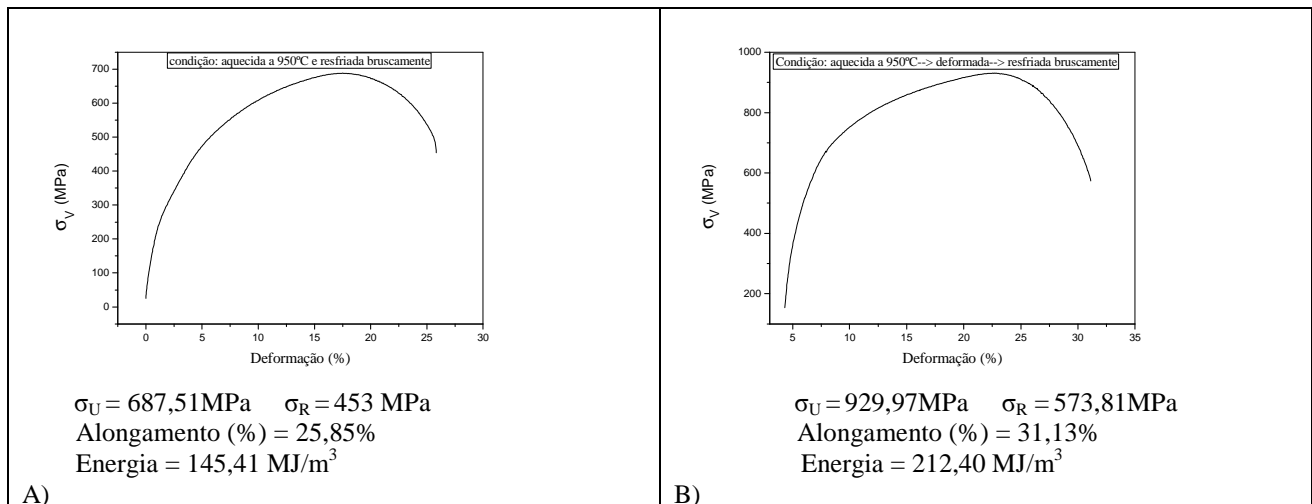 condição: aquecida a 950ºC e resfriada bruscamente
700
600
500
400
300
200
100
0
σV (MPa)
0 5 10 15 20 25 30
Deformação (%)
σU = 687,51MPa σR = 453 MPa
Alongamento (%) = 25,85%
Energia = 145,41 MJ/m³
A)
Condição: aquecida a 950ºC--> deformada--> resfriada bruscamente
1000
800
600
400
200
σV (MPa)
5 10 15 20 25 30 35
Deformação (%)
σU = 929,97MPa σR = 573,81MPa
Alongamento (%) = 31,13%
Energia = 212,40 MJ/m³
B)